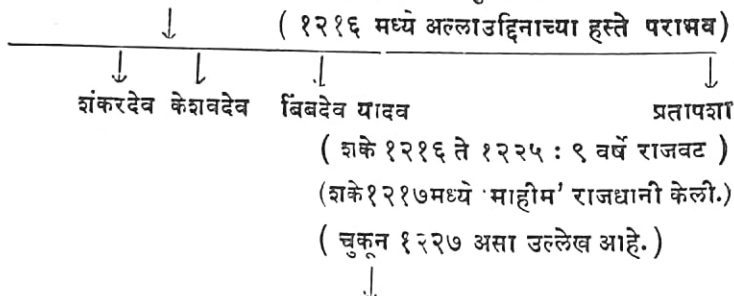 ( १२१६ मध्ये अल्लाउद्दिनाच्या हस्ते पराभव)
शंकरदेव केशवदेव बिंबदेव यादव प्रतापशा
( शके १२१६ ते १२२५ : ९ वर्षे राजवट )
(शके१२१७मध्ये 'माहीम' राजधानी केली.)
( चुकून १२२७ असा उल्लेख आहे.)